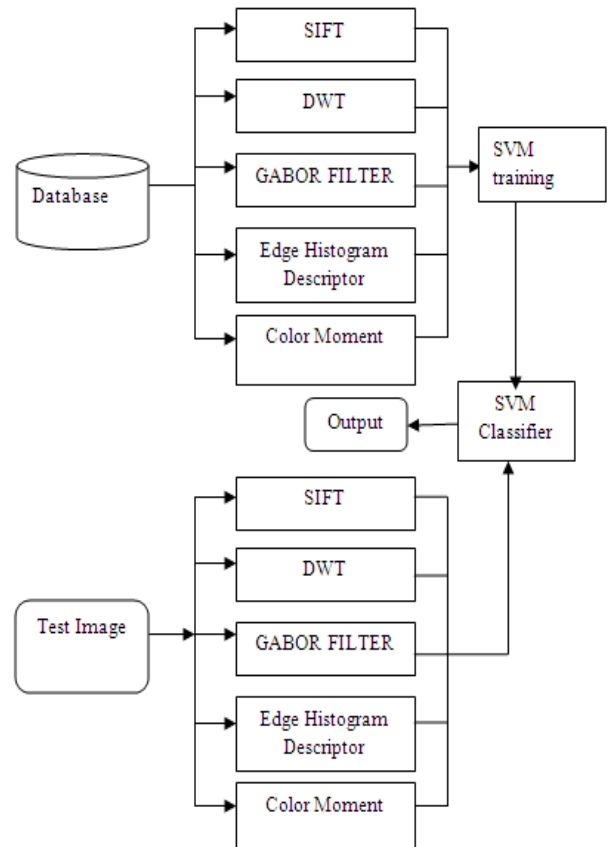 SIFT
DWT
GABOR FILTER
Edge Histogram
Descriptor
Color Moment
Database
SVM
training
SVM
Classifier
Output
SIFT
DWT
GABOR FILTER
Edge Histogram
Descriptor
Color Moment
Test Image